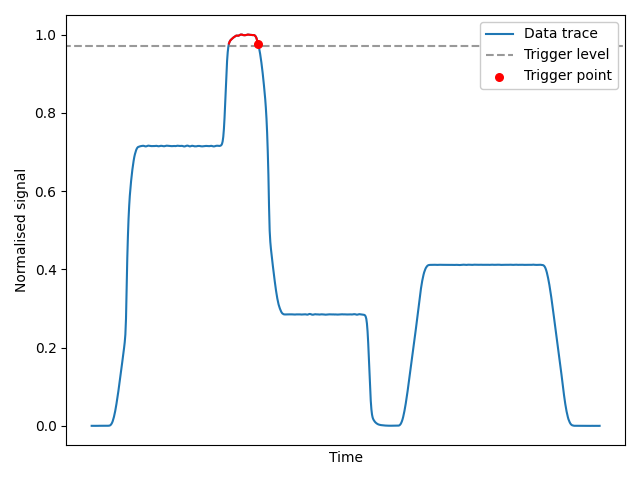 Data trace
Trigger level
Trigger point
1.0
0.8
0.6
0.4
0.2
0.0
Normalised signal
Time